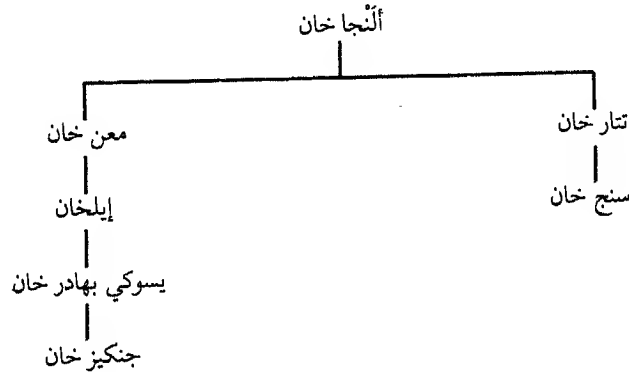 ألَنْجا خان
تتار خان
معن خان
سنج خان
إيلخان
يسوكي بهادر خان
جنكيز خان